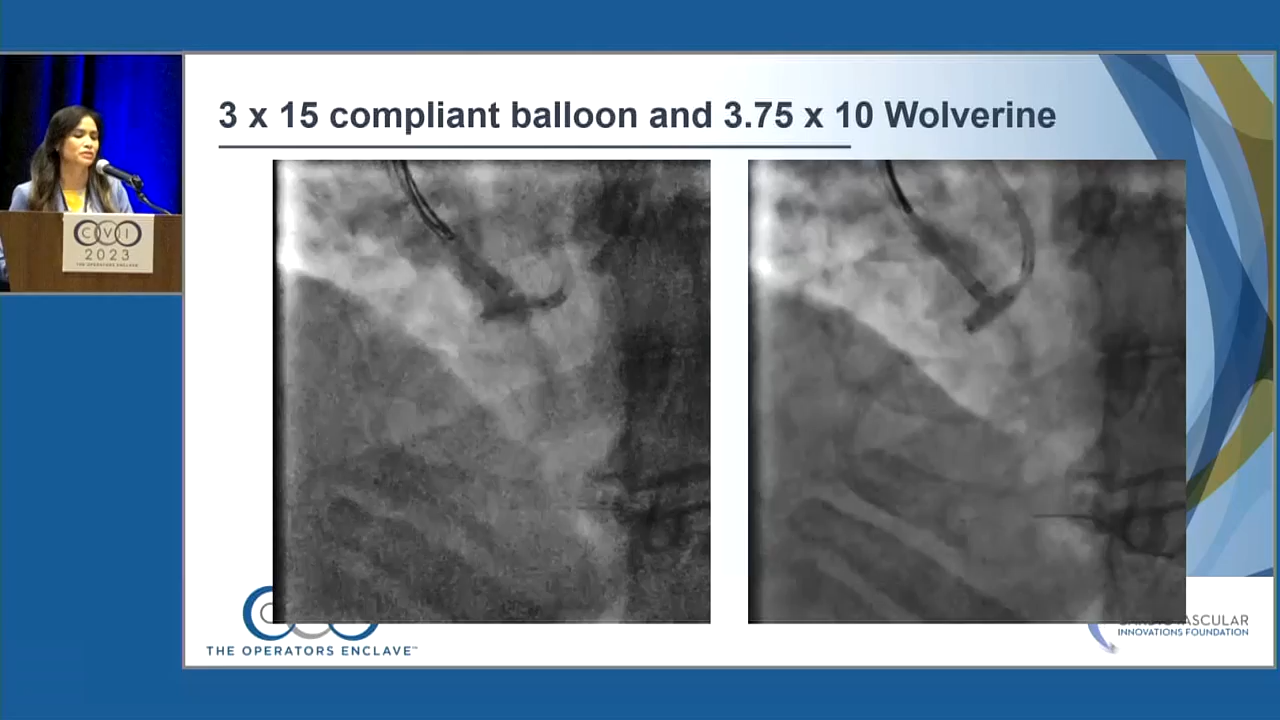 3 x 15 compliant balloon and 3.75 x 10 Wolverine
CVI
2023
THE OPERATORS ENCLAVE
THE OPERATORS ENCLAVE™
CARDIOVASCULAR
INNOVATIONS FOUNDATION